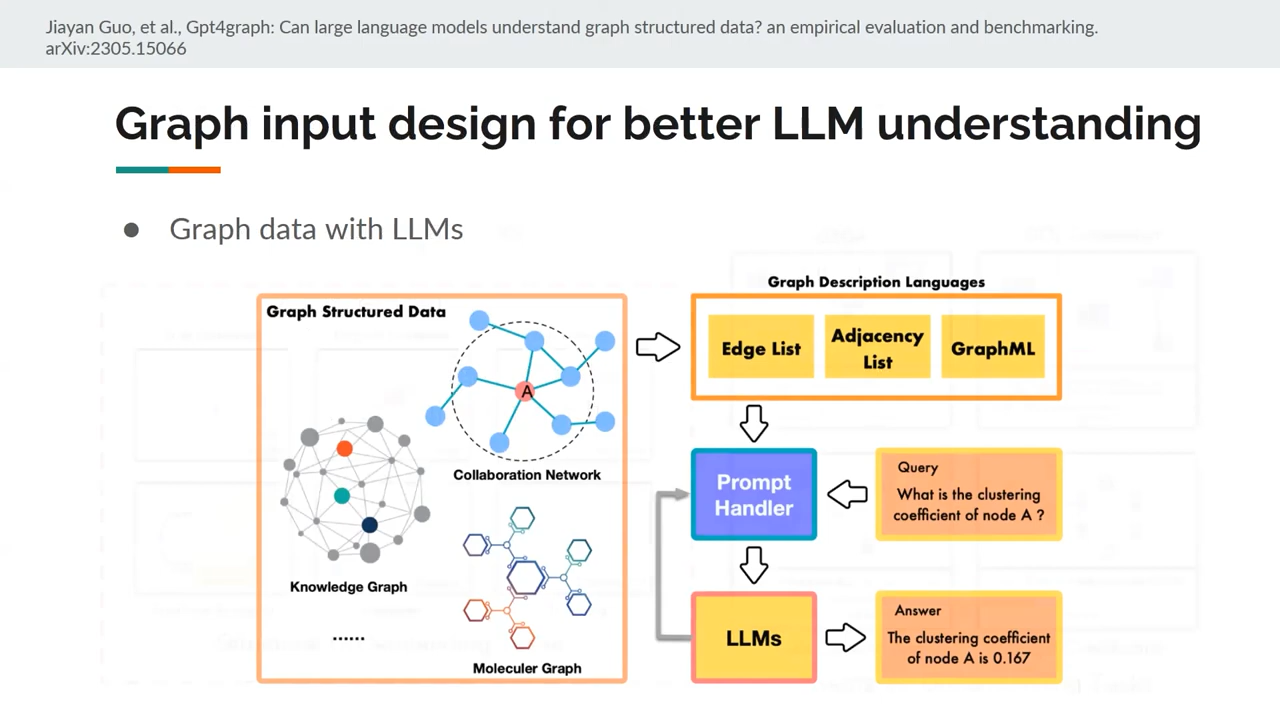 Jiayan Guo, et al., Gpt4graph: Can large language models understand graph structured data? an empirical evaluation and benchmarking.
arXiv:2305.15066
Graph input design for better LLM understanding
● Graph data with LLMs
Graph Structured Data
A
Collaboration Network
Knowledge Graph
......
Moleculer Graph
Graph Description Languages
Edge List
Adjacency
List
GraphML
Prompt
Handler
Query
What is the clustering
coefficient of node A ?
LLMs
Answer
The clustering coefficient
of node A is 0.167